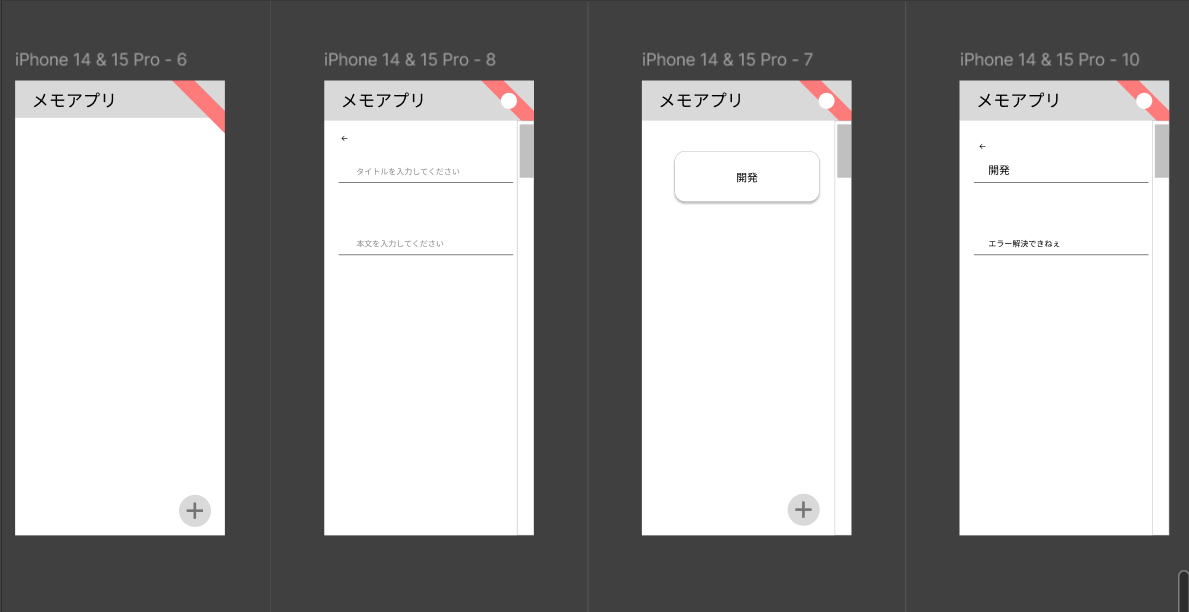 iPhone 14 & 15 Pro - 6
メモアプリ
iPhone 14 & 15 Pro - 8
メモアプリ
←
タイトルを入力してください
本文を入力してください
iPhone 14 & 15 Pro - 7
メモアプリ
開発
iPhone 14 & 15 Pro - 10
メモアプリ
←
開発
エラー解決できねぇ